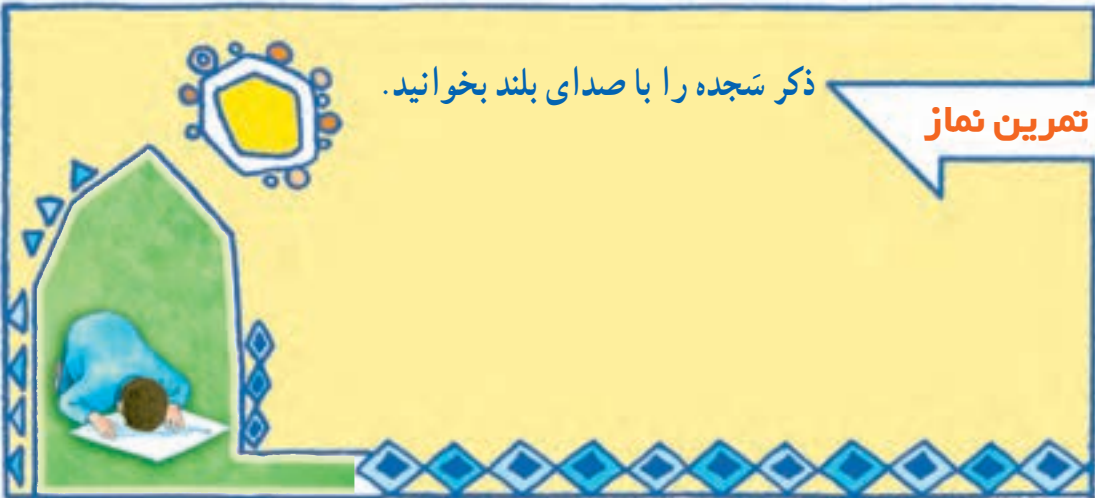 تمرین نماز
ذکر سَجده را با صدای بلند بخوانید.